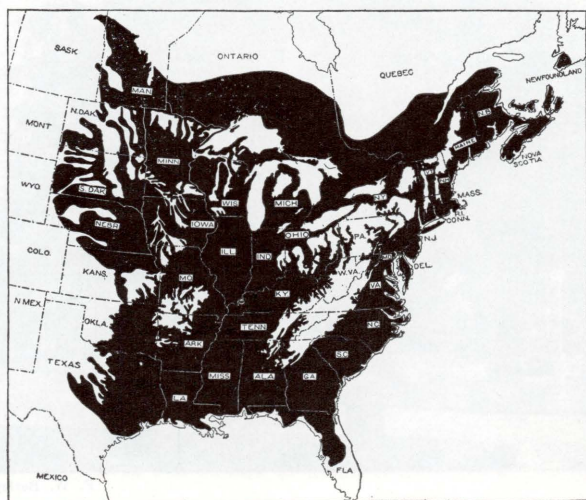 SASK.
ONTARIO
QUEBEC
NEWFOUNDLAND
MAN
MONT
N.DAK.
MINN
N.B.
MAINE
NOVA SCOTIA
WYO.
S. DAK
WIS
MICH
N.Y.
VT
N.H.
MASS.
R.I.
CONN.
NEBR
IOWA
OHIO
PA.
N.J.
COLO.
ILL.
IND
MD
DEL.
KANS.
MO
W.VA.
VA
KY.
N MEX.
OKLA.
TENN
N.C.
ARK
S.C.
TEXAS
MISS
ALA
GA
LA
FLA
MEXICO